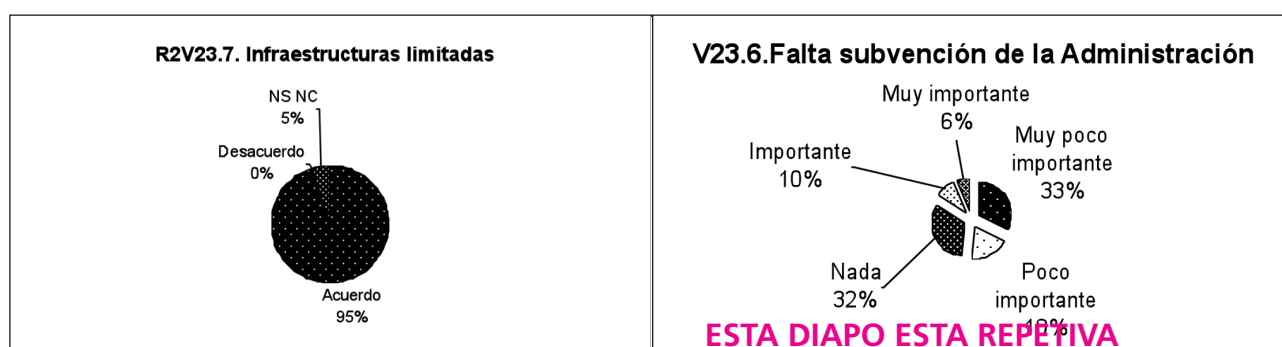 R2V23.7. Infraestructuras limitadas
NS NC
5%
Desacuerdo
0%
Acuerdo
95%
V23.6.Falta subvención de la Administración
Muy importante
6%
Muy poco
importante
33%
Importante
10%
Nada
32%
Poco
importante
ESTA DIAPO ESTA REPETIVA